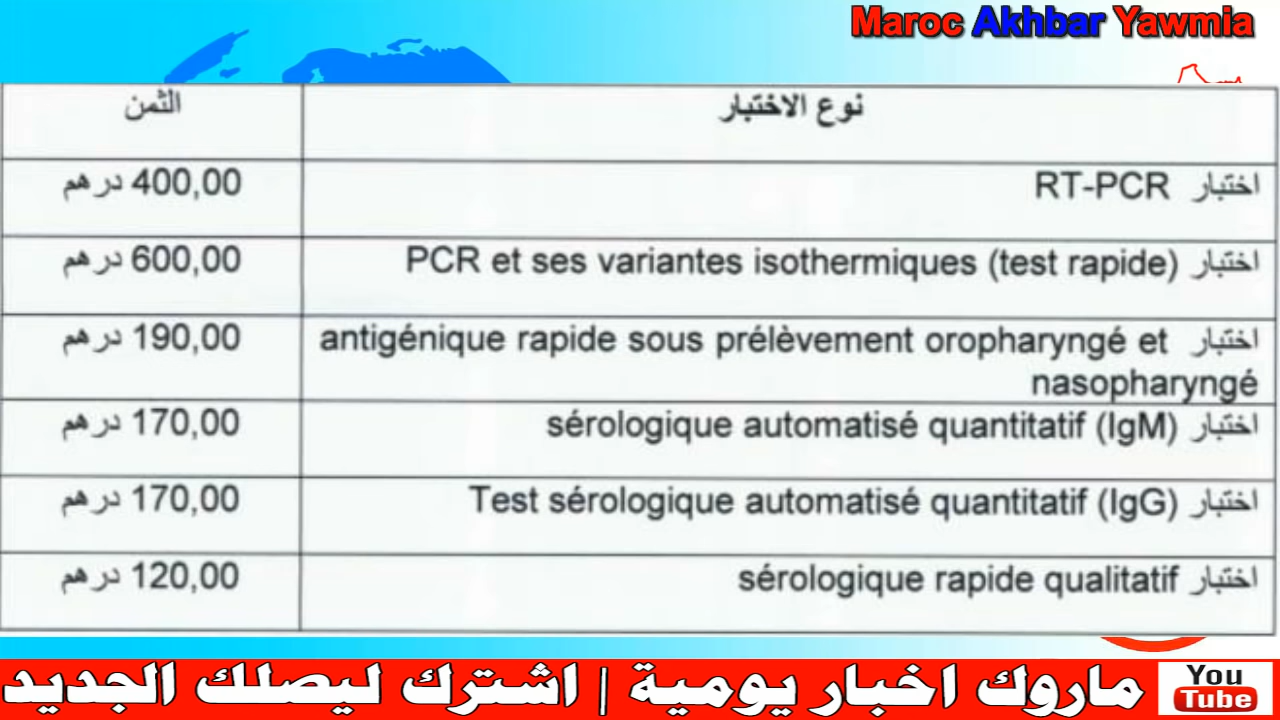 Maroc Akhbar Yawmia
نوع الاختبار
الثمن
اختبار RT-PCR
400,00 درهم
اختبار PCR et ses variantes isothermiques (test rapide)
600,00 درهم
اختبار antigénique rapide sous prélèvement oropharyngé et
nasopharyngé
190,00 درهم
اختبار sérologique automatisé quantitatif (IgM)
170,00 درهم
اختبار Test sérologique automatisé quantitatif (IgG)
170,00 درهم
اختبار sérologique rapide qualitatif
120,00 درهم
ماروك اخبار يومية | اشترك ليصلك الجديد
You
Tube